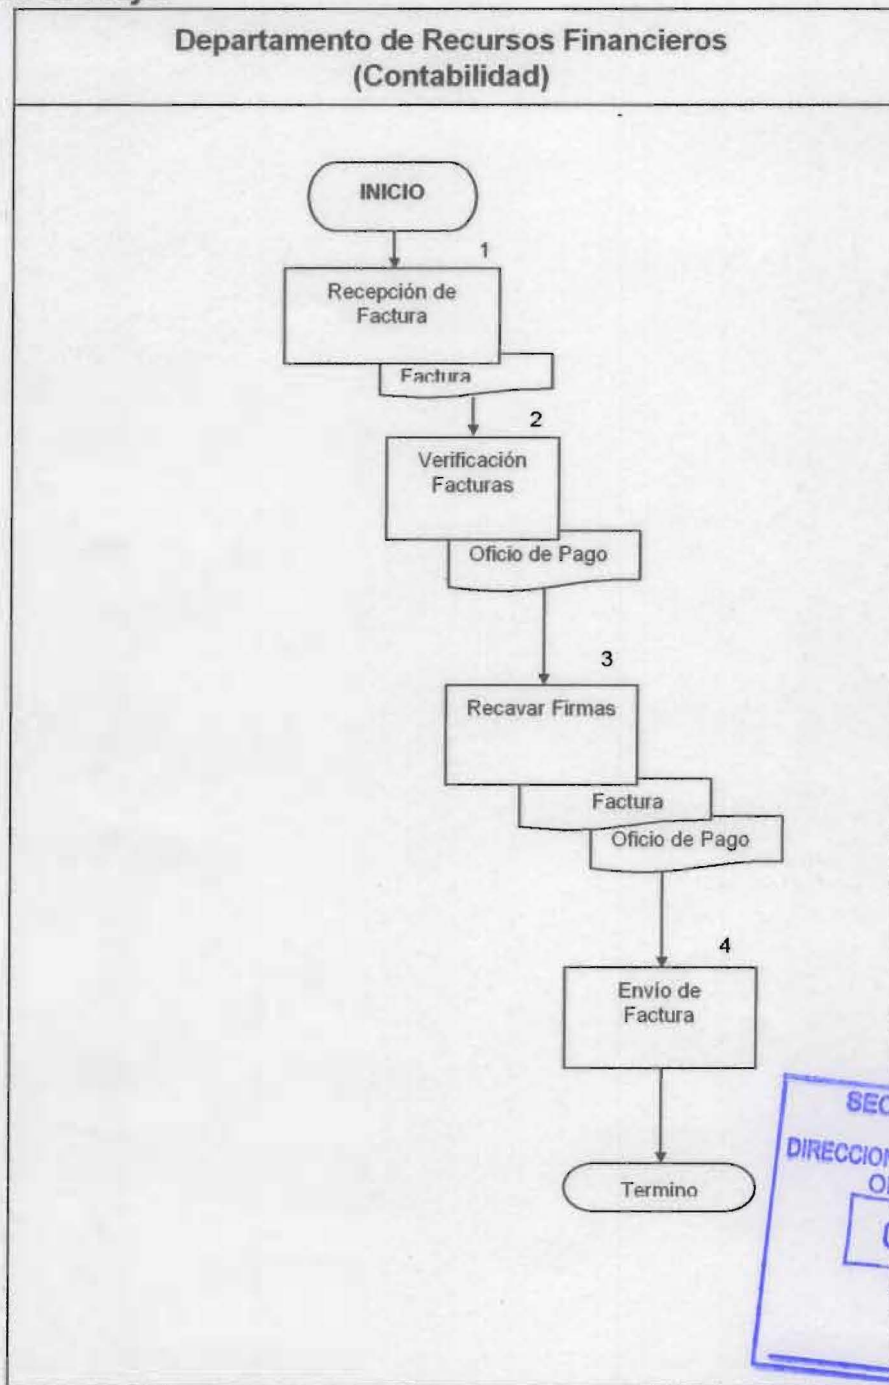 Departamento de Recursos Financieros
(Contabilidad)
INICIO
1
Recepción de
Factura
Factura
2
Verificación
Facturas
Oficio de Pago
3
Recavar Firmas
Factura
Oficio de Pago
4
Envío de
Factura
Termino
SEC
DIRECCION